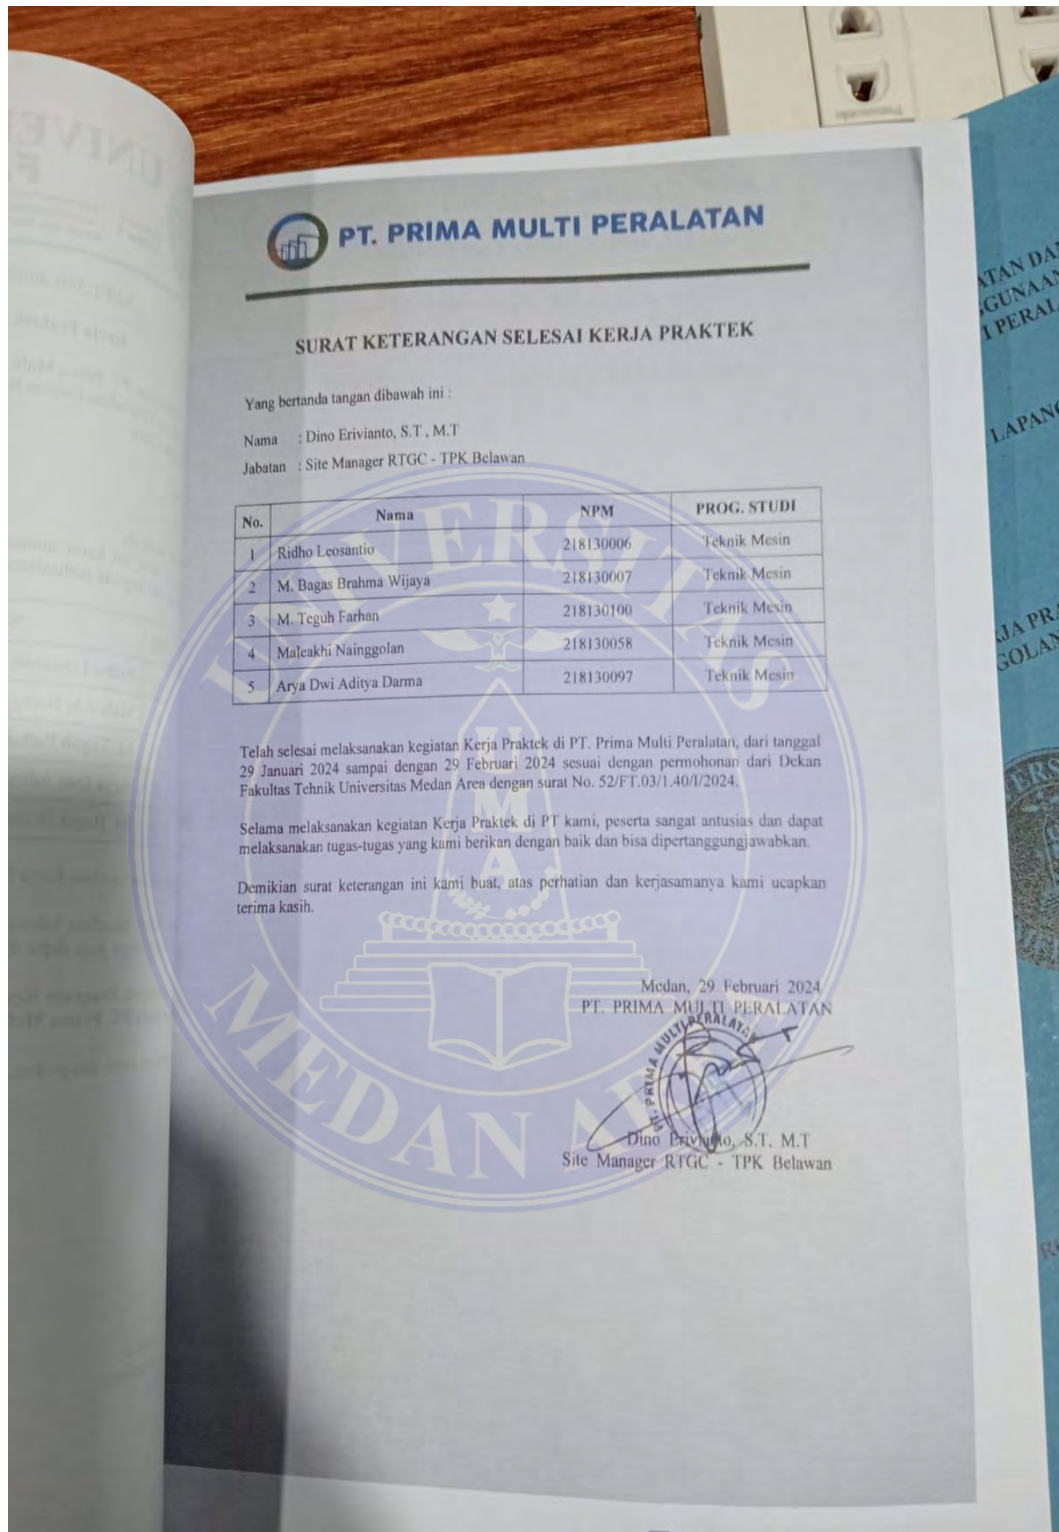 PT. PRIMA MULTI PERALATAN
SURAT KETERANGAN SELESAI KERJA PRAKTEK
Yang bertanda tangan dibawah ini :
Nama : Dino Erivianto, S.T , M.T
Jabatan : Site Manager RTGC - TPK Belawan
No. Nama NPM PROG. STUDI
1 Ridho Leosantio 218130006 Teknik Mesin
2 M. Bagas Brahma Wijaya 218130007 Teknik Mesin
3 M. Teguh Farhan 218130100 Teknik Mesin
4 Maleakhi Nainggolan 218130058 Teknik Mesin
5 Arya Dwi Aditya Darma 218130097 Teknik Mesin
Telah selesai melaksanakan kegiatan Kerja Praktek di PT. Prima Multi Peralatan, dari tanggal
29 Januari 2024 sampai dengan 29 Februari 2024 sesuai dengan permohonan dari Dekan
Fakultas Tehnik Universitas Medan Area dengan surat No. 52/FT.03/1.40/I/2024.
Selama melaksanakan kegiatan Kerja Praktek di PT kami, peserta sangat antusias dan dapat
melaksanakan tugas-tugas yang kami berikan dengan baik dan bisa dipertanggungjawabkan.
Demikian surat keterangan ini kami buat, atas perhatian dan kerjasamanya kami ucapkan
terima kasih.
Medan, 29 Februari 2024
PT. PRIMA MULTI PERALATAN
PT. PRIMA MULTI PERALATAN
Dino Erivianto, S.T, M.T
Site Manager RTGC - TPK Belawan
UNIVERSITAS
UMA
MEDAN AREA